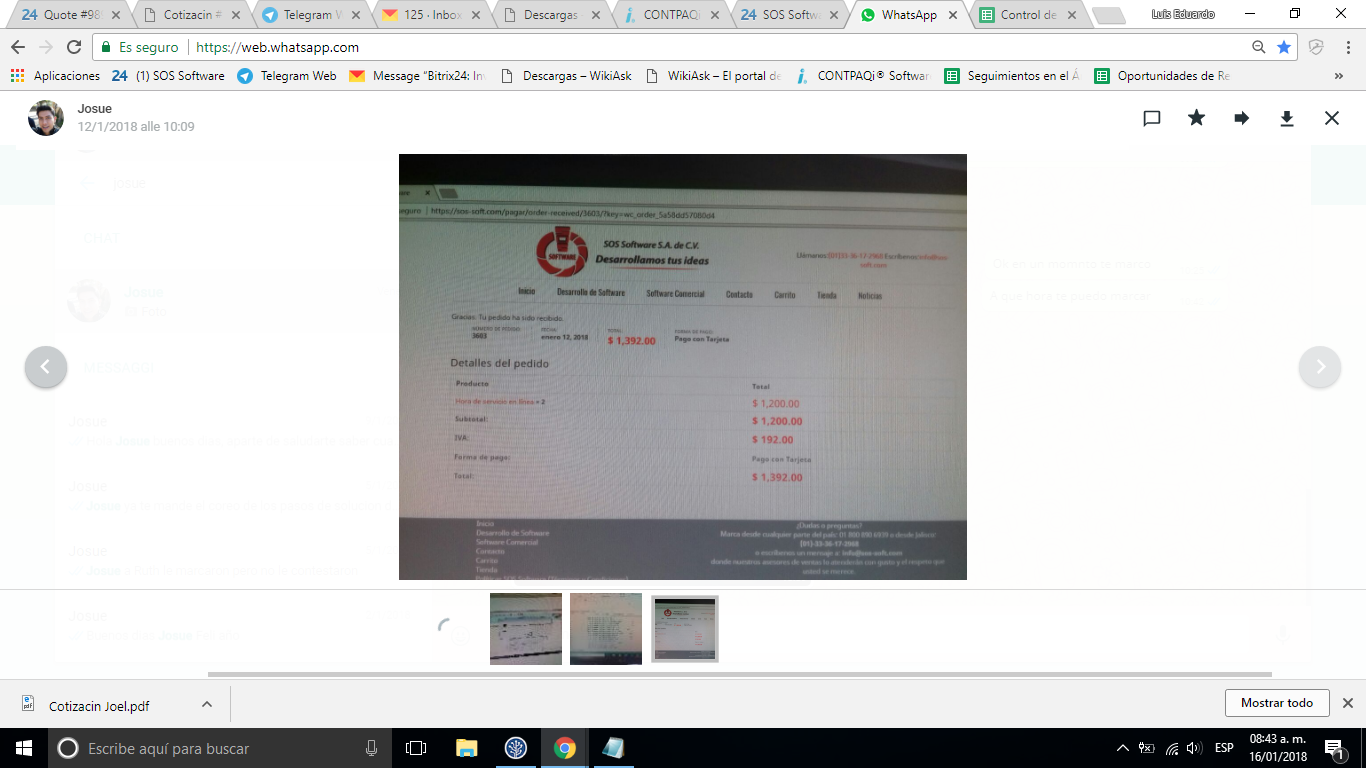 24 Quote #98
Cotizacin #
Telegram W
125 · Inbox
Descargas
CONTPAQi
24 SOS Softwa
WhatsApp
Control de
Luis Eduardo
Es seguro https://web.whatsapp.com
Aplicaciones
24 (1) SOS Software
Telegram Web
Message "Bitrix24: In
Descargas – WikiAsk
WikiAsk – El portal de
CONTPAQi® Softwar
Seguimientos en el Á
Oportunidades de Re
»
Josue
12/1/2018 alle 10:09
https://sos-soft.com/pagar/order-received/3603/?key=wc_order_5a58dd57080d4
SOFTWARE
SOS Software S.A. de C.V.
Desarrollamos tus ideas
Llámenos:(01)33-36-17-2968 Escríbenos:info@sos-
soft.com
Inicio Desarrollo de Software Software Comercial Contacto Carrito Tienda Noticias
Gracias. Tu pedido ha sido recibido.
NÚMERO DE PEDIDO: FECHA: TOTAL: FORMA DE PAGO:
3603 enero 12, 2018 $ 1,392.00 Pago con Tarjeta
Detalles del pedido
Producto Total
Hora de servicio en línea × 2 $ 1,200.00
Subtotal: $ 1,200.00
IVA: $ 192.00
Forma de pago: Pago con Tarjeta
Total: $ 1,392.00
Inicio
Desarrollo de Software
Software Comercial
Contacto
Carrito
Tienda
Políticas SOS Software (Términos y Condiciones)
¿Dudas o preguntas?
Marca desde cualquier parte del país: 01 800 890 6939 o desde Jalisco:
(01)-33-36-17-2968
o escríbenos un mensaje a: info@sos-soft.com
donde nuestros asesores de ventas lo atenderán con gusto y el respeto que
usted se merece.
Cotizacin Joel.pdf
Mostrar todo
Escribe aquí para buscar
ESP
08:43 a. m.
16/01/2018
1